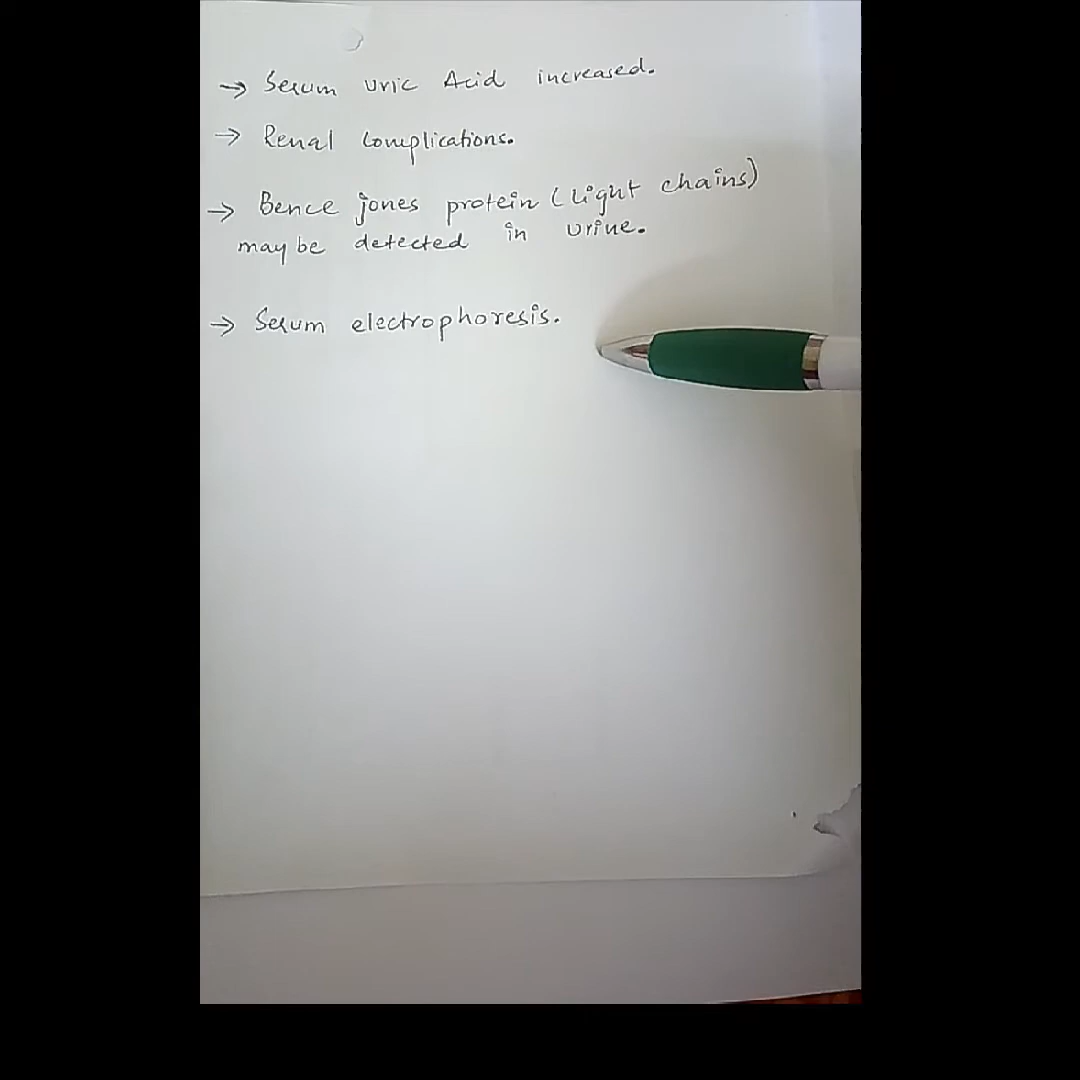 → Serum uric Acid increased.
→ Renal complications.
→ Bence jones protein (Light chains)
may be detected in urine.
→ Serum electrophoresis.